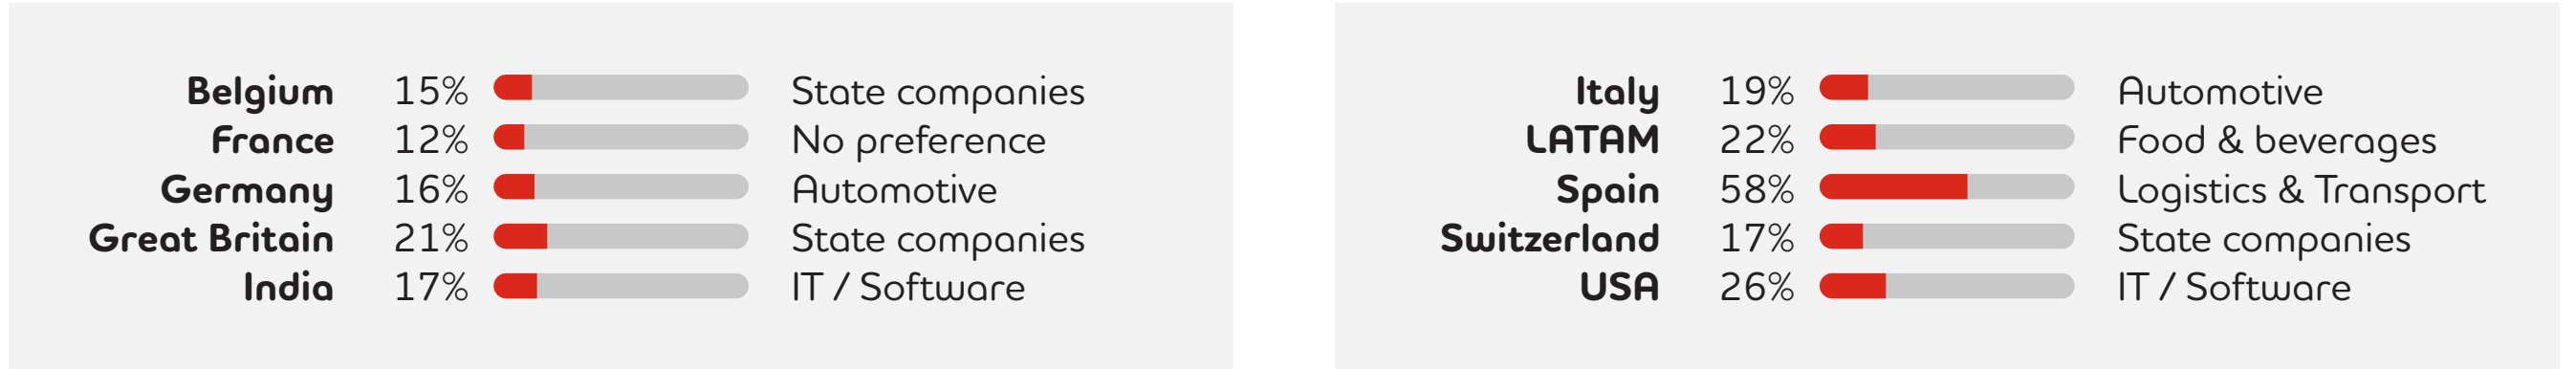 Belgium 15% State companies
France 12% No preference
Germany 16% Automotive
Great Britain 21% State companies
India 17% IT / Software
Italy 19% Automotive
LATAM 22% Food & beverages
Spain 58% Logistics & Transport
Switzerland 17% State companies
USA 26% IT / Software